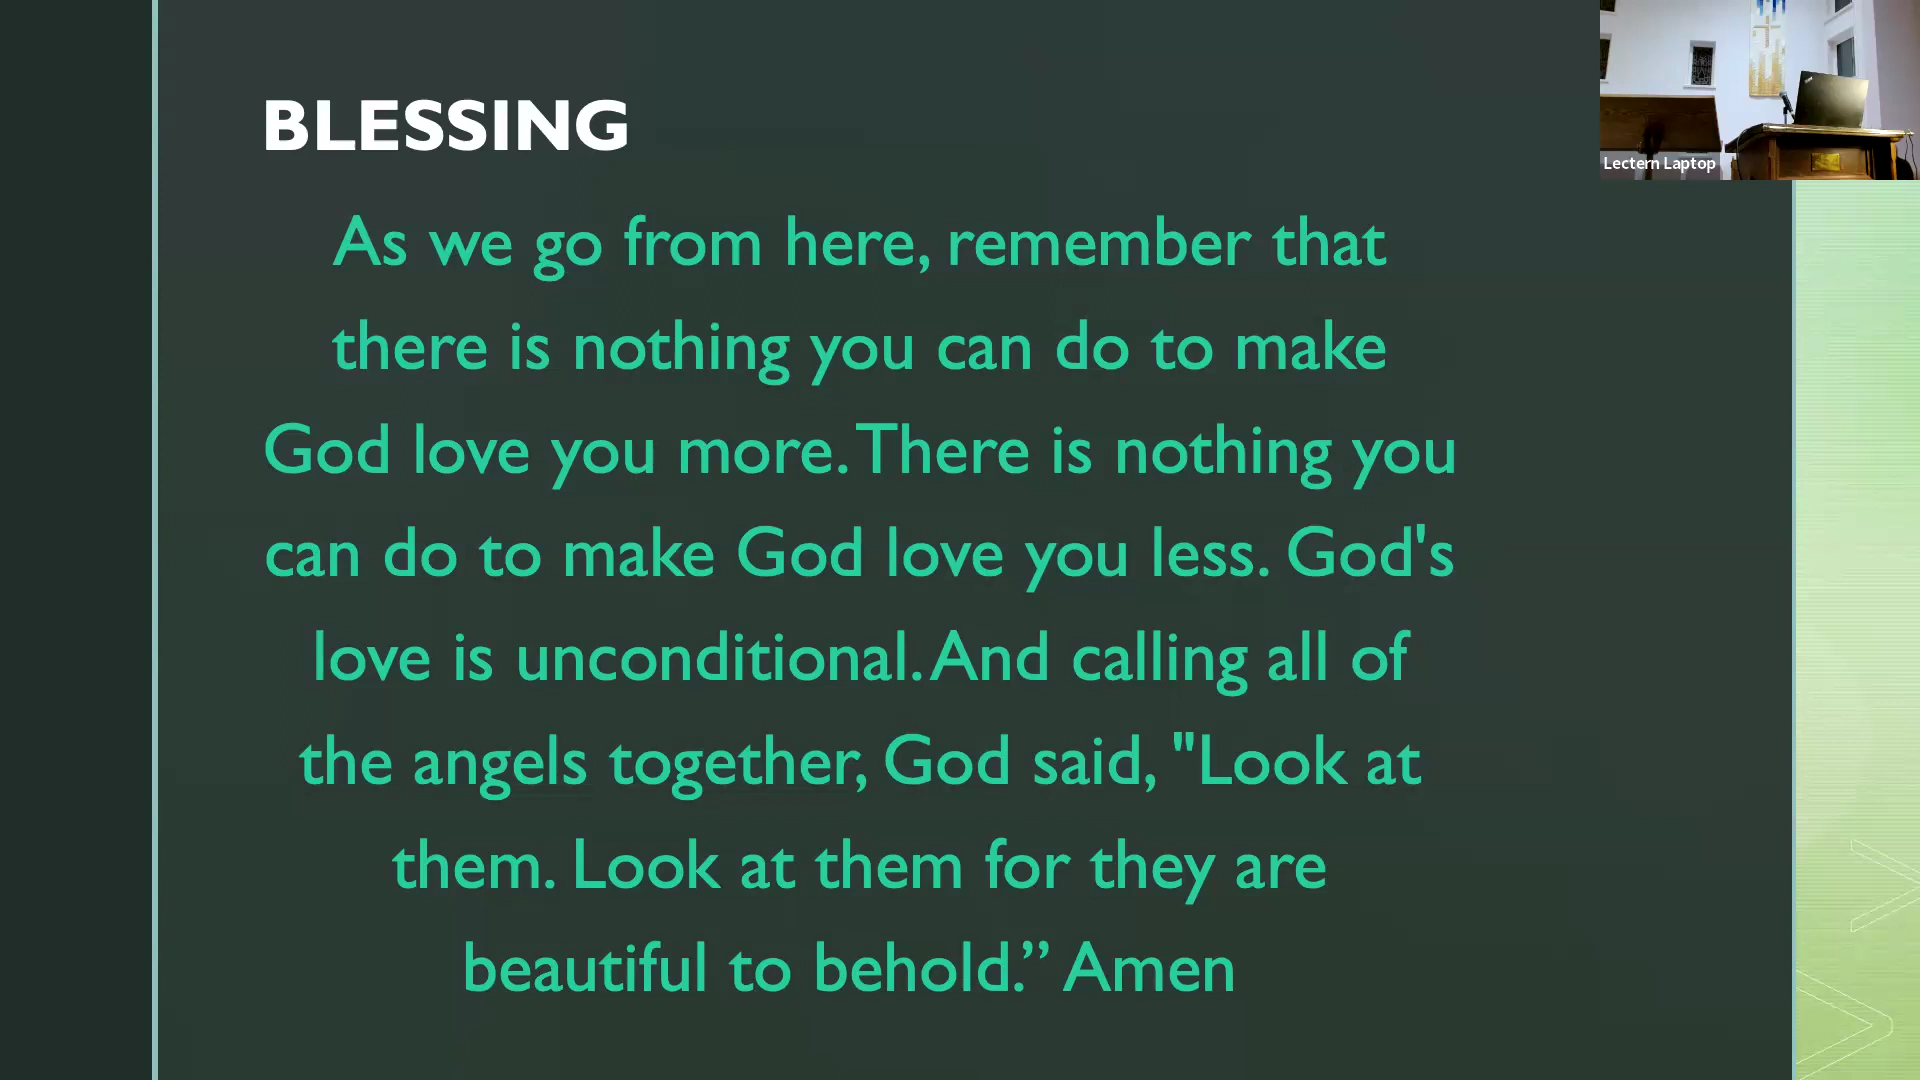 BLESSING
As we go from here, remember that
there is nothing you can do to make
God love you more. There is nothing you
can do to make God love you less. God's
love is unconditional. And calling all of
the angels together, God said, "Look at
them. Look at them for they are
beautiful to behold.” Amen
Lectern Laptop